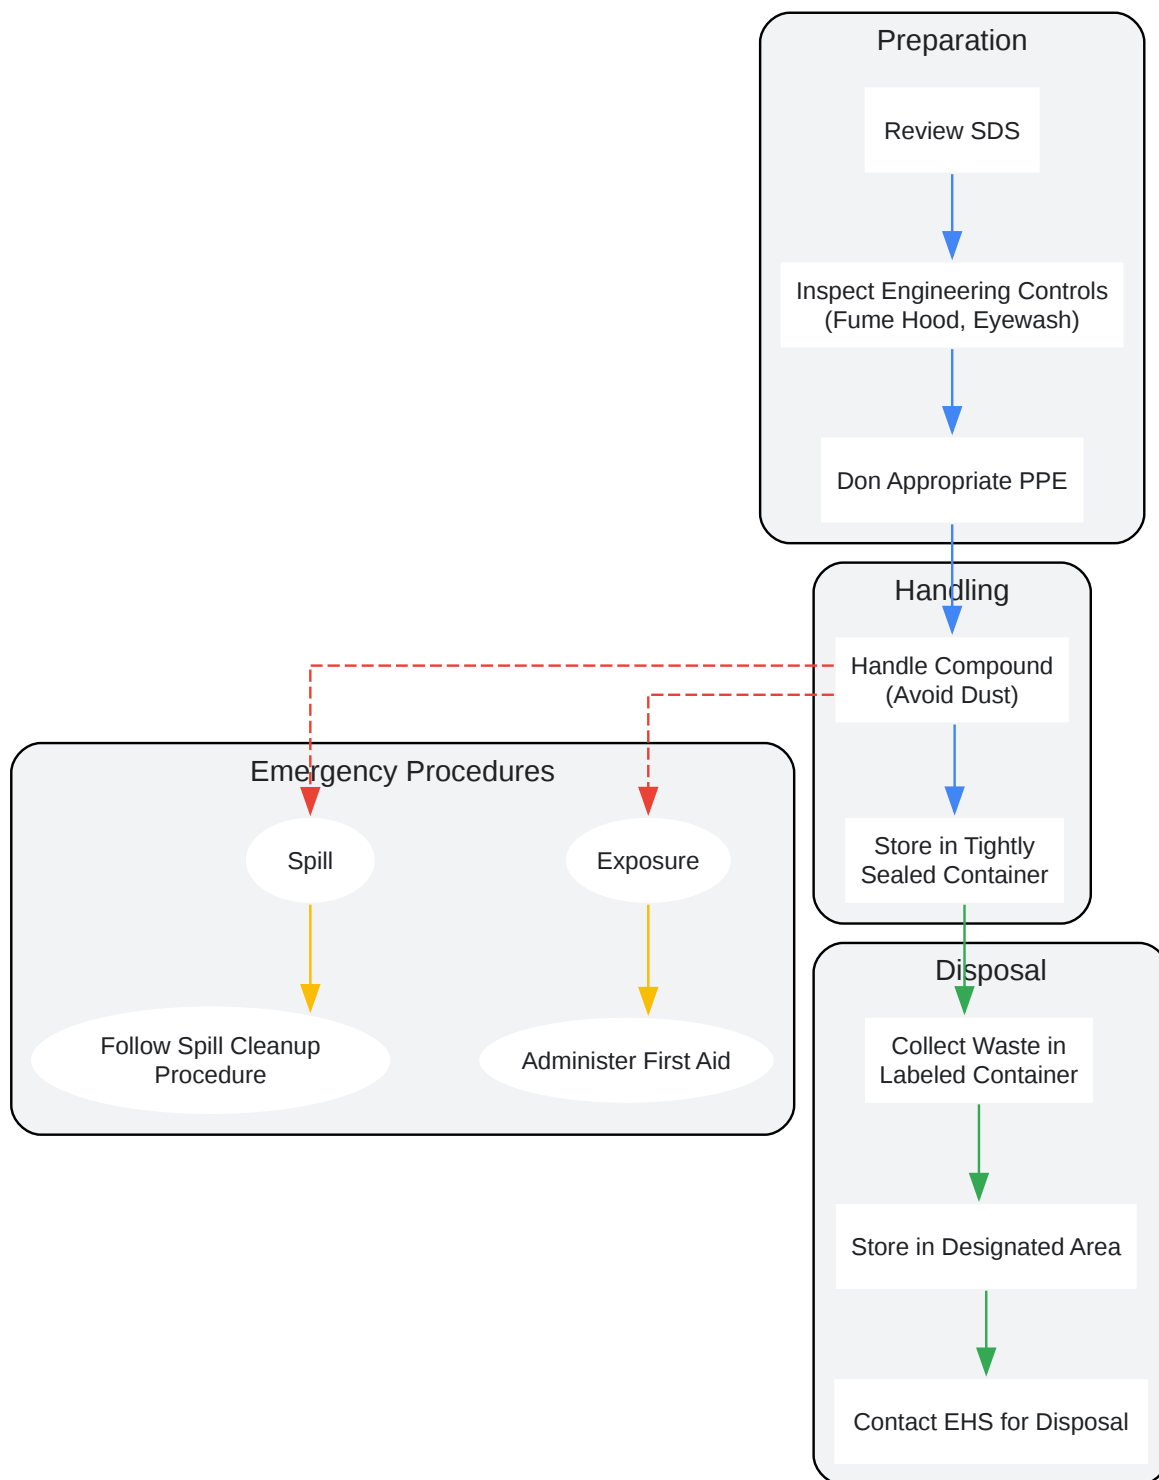 Preparation
Review SDS
Inspect Engineering Controls
(Fume Hood, Eyewash)
Don Appropriate PPE
Handling
Handle Compound
(Avoid Dust)
Store in Tightly
Sealed Container
Emergency Procedures
Spill
Exposure
Follow Spill Cleanup
Procedure
Administer First Aid
Disposal
Collect Waste in
Labeled Container
Store in Designated Area
Contact EHS for Disposal